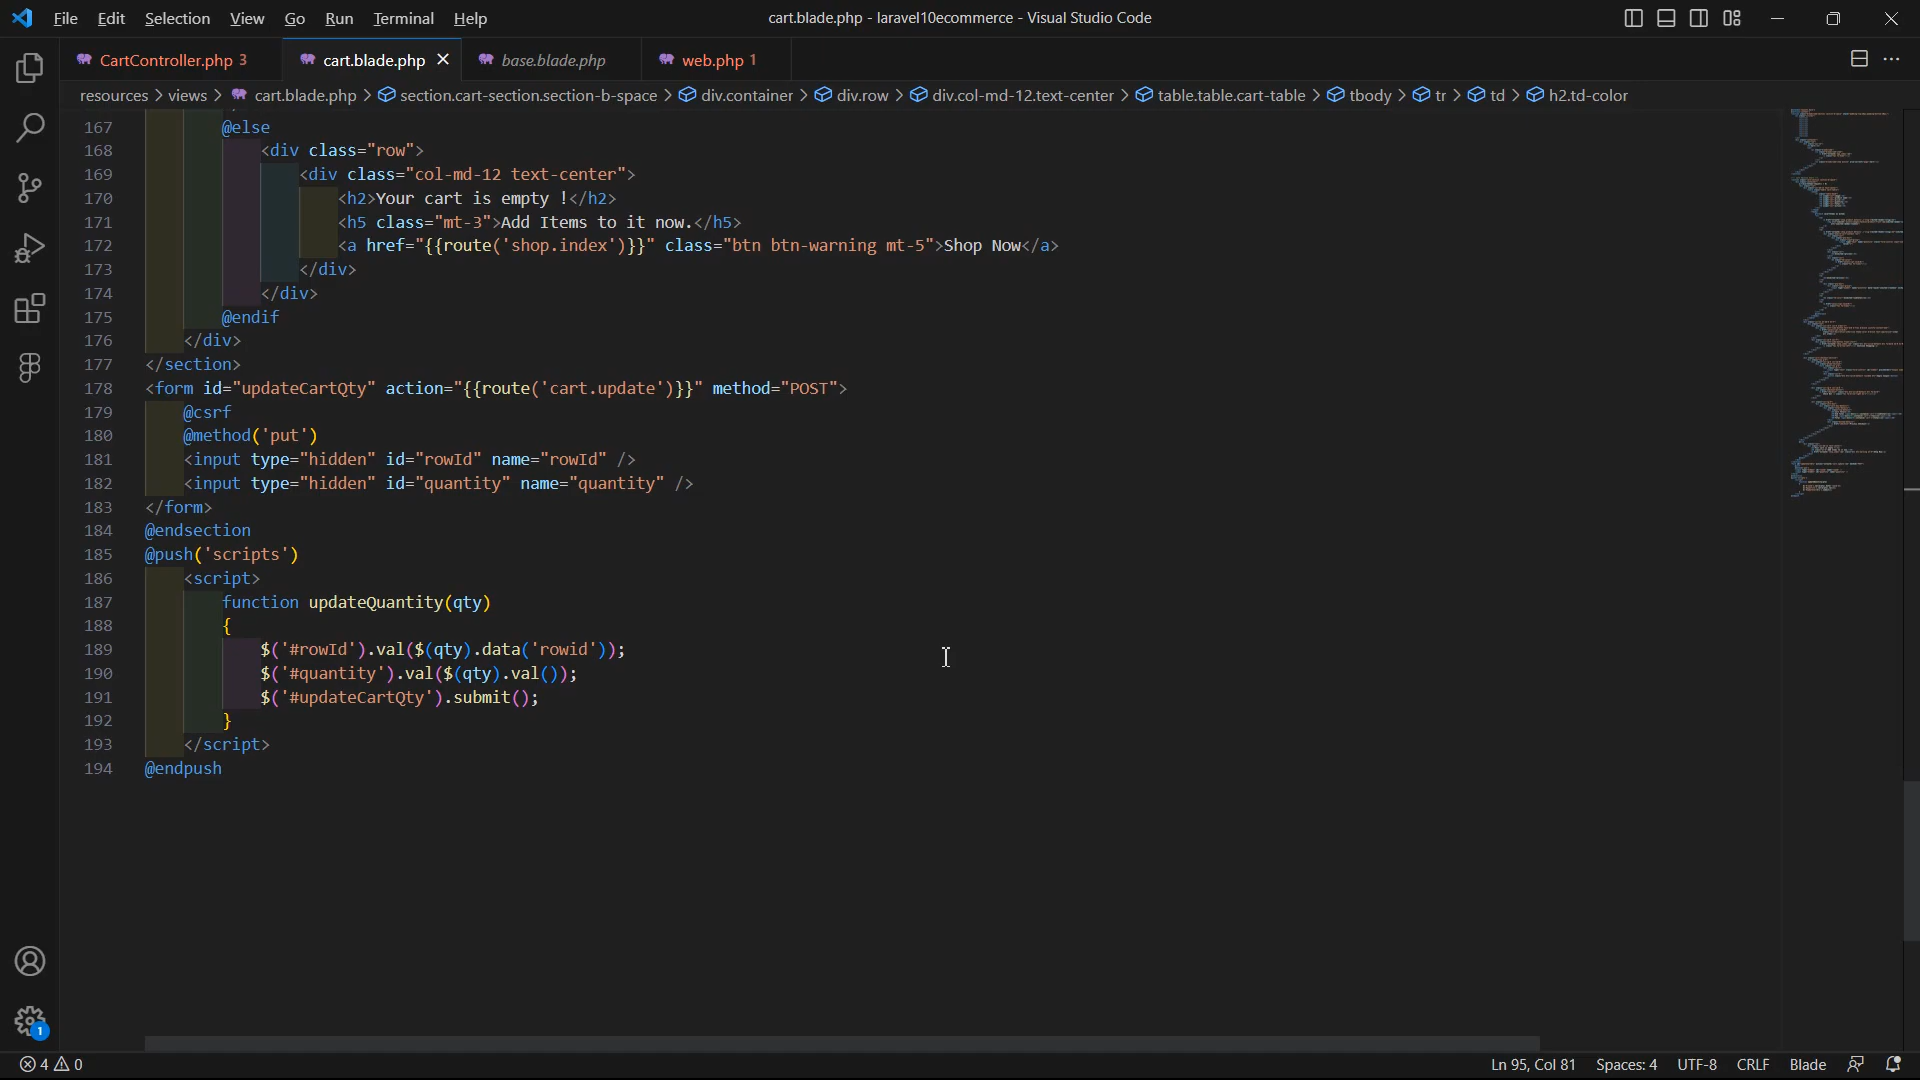 File Edit Selection View Go Run Terminal Help
cart.blade.php - laravel10ecommerce - Visual Studio Code
CartController.php 3 cart.blade.php base.blade.php web.php 1
resources > views > cart.blade.php > section.cart-section.section-b-space > div.container > div.row > div.col-md-12.text-center > table.table.cart-table > tbody > tr > td > h2.td-color
167 @else
168 <div class="row">
169 <div class="col-md-12 text-center">
170 <h2>Your cart is empty !</h2>
171 <h5 class="mt-3">Add Items to it now.</h5>
172 <a href="{{route('shop.index')}}" class="btn btn-warning mt-5">Shop Now</a>
173 </div>
174 </div>
175 @endif
176 </div>
177 </section>
178 <form id="updateCartQty" action="{{route('cart.update')}}" method="POST">
179 @csrf
180 @method('put')
181 <input type="hidden" id="rowId" name="rowId" />
182 <input type="hidden" id="quantity" name="quantity" />
183 </form>
184 @endsection
185 @push('scripts')
186 <script>
187 function updateQuantity(qty)
188 {
189 $('#rowId').val($(qty).data('rowid'));
190 $('#quantity').val($(qty).val());
191 $('#updateCartQty').submit();
192 }
193 </script>
194 @endpush
1
4 0
Ln 95, Col 81 Spaces: 4 UTF-8 CRLF Blade